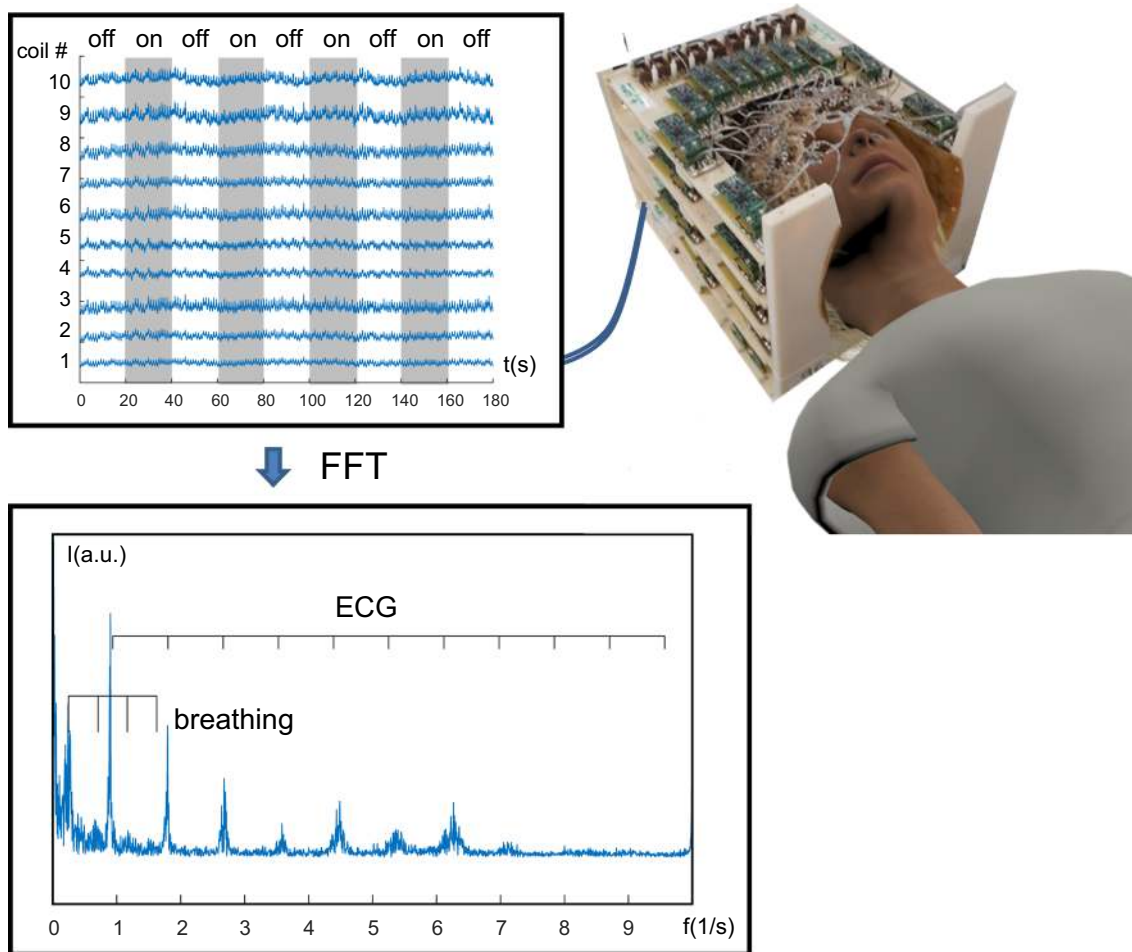 off on off on off on off on off
coil #
10
9
8
7
6
5
4
3
2
1
t(s)
0 20 40 60 80 100 120 140 160 180
FFT
I(a.u.)
ECG
breathing
0 1 2 3 4 5 6 7 8 9 f(1/s)